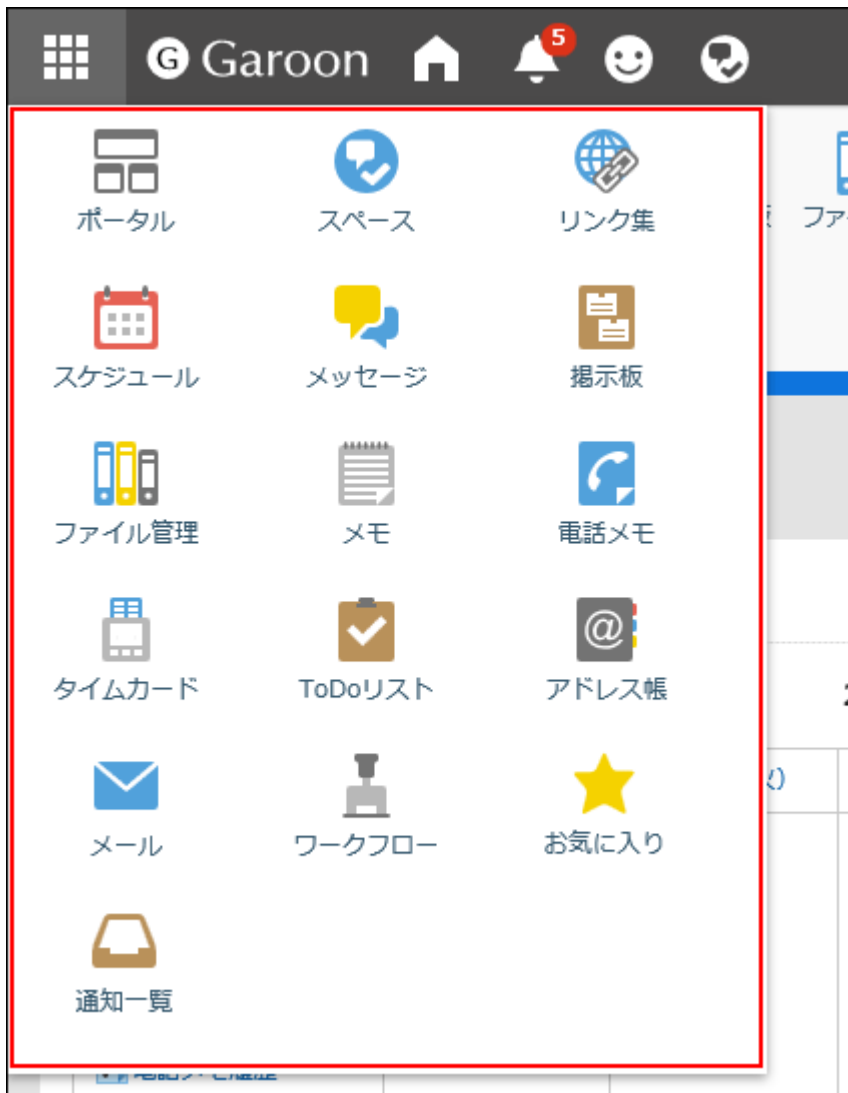 G Garoon 5
ポータル スペース リンク集
ファ
スケジュール メッセージ 掲示板
ファイル管理 メモ 電話メモ
タイムカード ToDoリスト @ アドレス帳
メール ワークフロー お気に入り
通知一覧